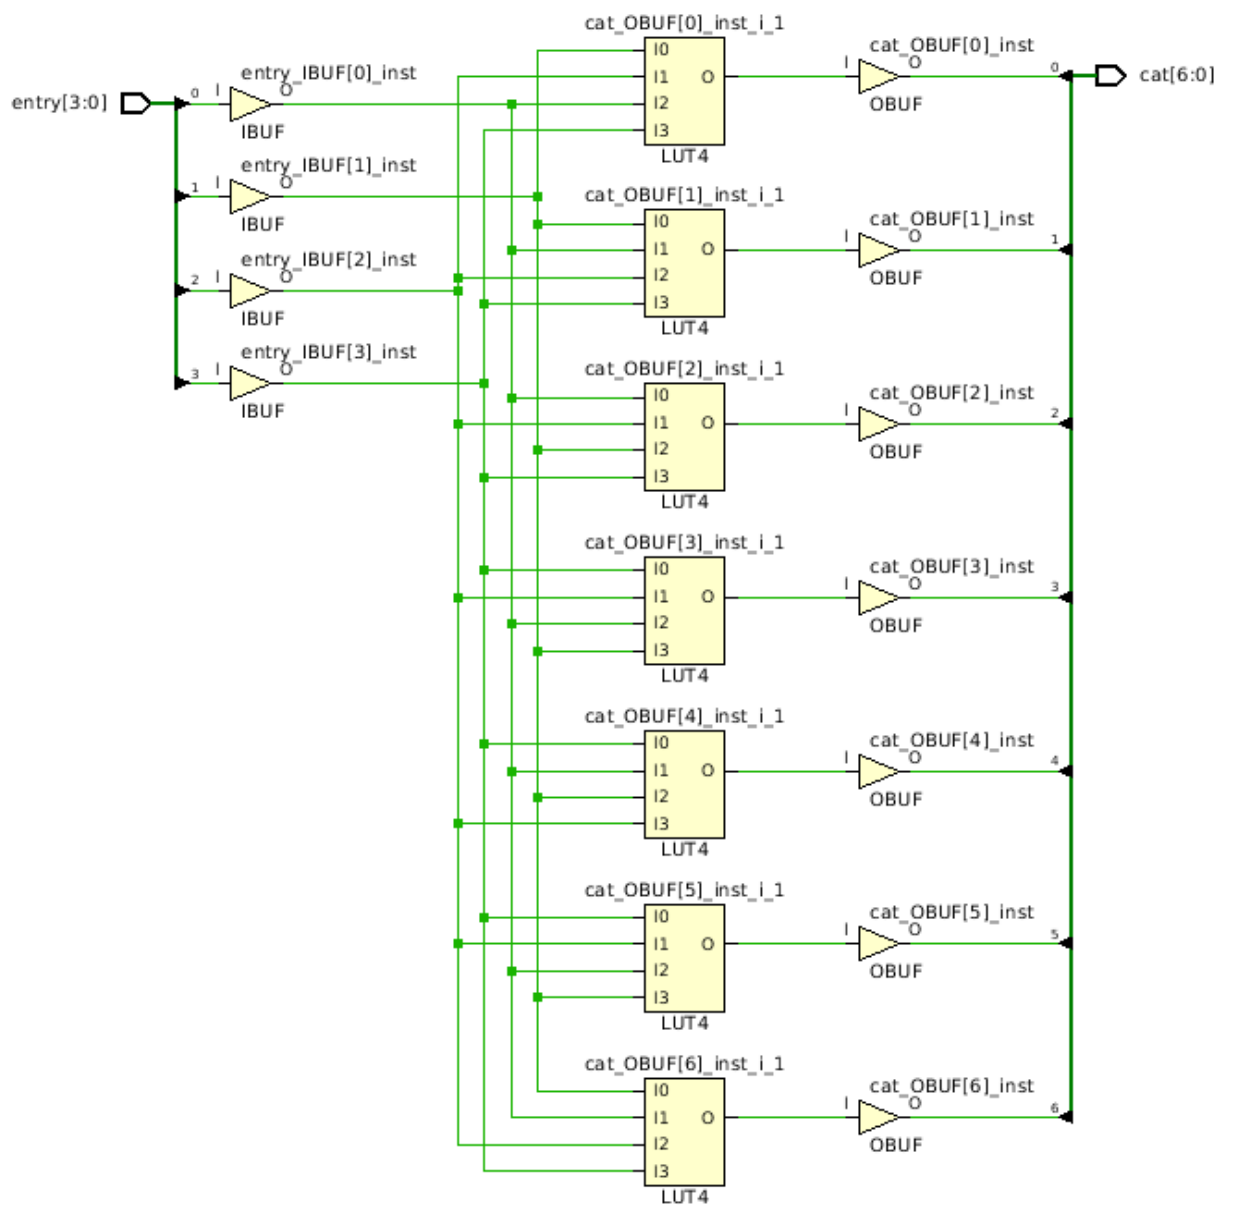 entry[3:0]
0
I
entry_IBUF[0]_inst
O
IBUF
1
I
entry_IBUF[1]_inst
O
IBUF
2
I
entry_IBUF[2]_inst
O
IBUF
3
I
entry_IBUF[3]_inst
O
IBUF
cat_OBUF[0]_inst_i_1
I0
I1
I2
I3
O
LUT4
cat_OBUF[0]_inst
I
O
OBUF
0
cat[6:0]
cat_OBUF[1]_inst_i_1
I0
I1
I2
I3
O
LUT4
cat_OBUF[1]_inst
I
O
OBUF
1
cat_OBUF[2]_inst_i_1
I0
I1
I2
I3
O
LUT4
cat_OBUF[2]_inst
I
O
OBUF
2
cat_OBUF[3]_inst_i_1
I0
I1
I2
I3
O
LUT4
cat_OBUF[3]_inst
I
O
OBUF
3
cat_OBUF[4]_inst_i_1
I0
I1
I2
I3
O
LUT4
cat_OBUF[4]_inst
I
O
OBUF
4
cat_OBUF[5]_inst_i_1
I0
I1
I2
I3
O
LUT4
cat_OBUF[5]_inst
I
O
OBUF
5
cat_OBUF[6]_inst_i_1
I0
I1
I2
I3
O
LUT4
cat_OBUF[6]_inst
I
O
OBUF
6